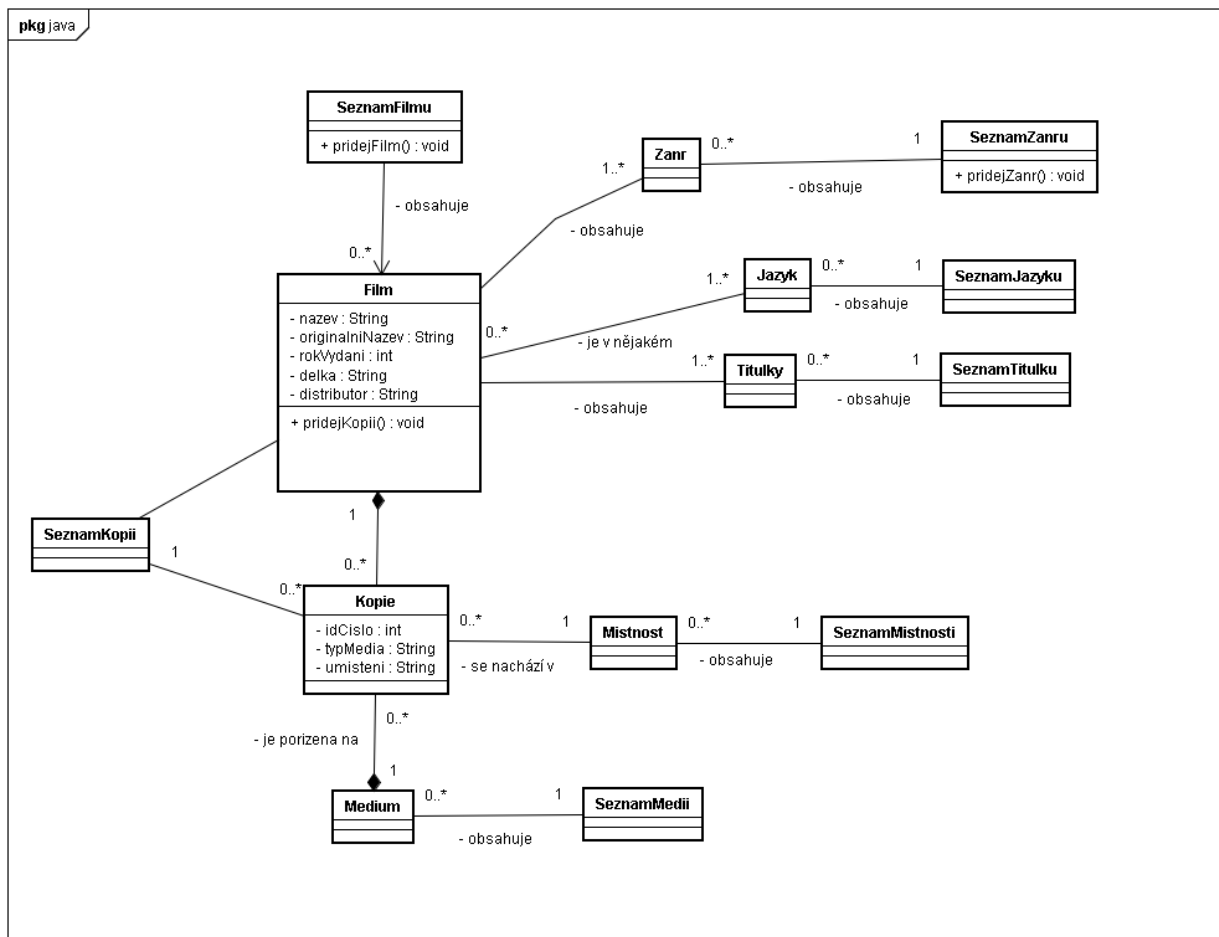 pkg java
SeznamFilmu
+ pridejFilm() : void
- obsahuje
0..*
Zanr
1..*
0..*
1
- obsahuje
- obsahuje
SeznamZanru
+ pridejZanr() : void
Film
- nazev : String
- originalniNazev : String
- rokVydani : int
- delka : String
- distributor : String
+ pridejKopii() : void
0..*
1..*
- je v nějakém
Jazyk
0..*
1
- obsahuje
SeznamJazyku
1..*
- obsahuje
Titulky
0..*
1
- obsahuje
SeznamTitulku
SeznamKopii
1
0..*
1
0..*
Kopie
- idCislo : int
- typMedia : String
- umisteni : String
0..*
1
- se nachází v
Mistnost
0..*
1
- obsahuje
SeznamMistnosti
0..*
- je porizena na
1
Medium
0..*
1
- obsahuje
SeznamMedii